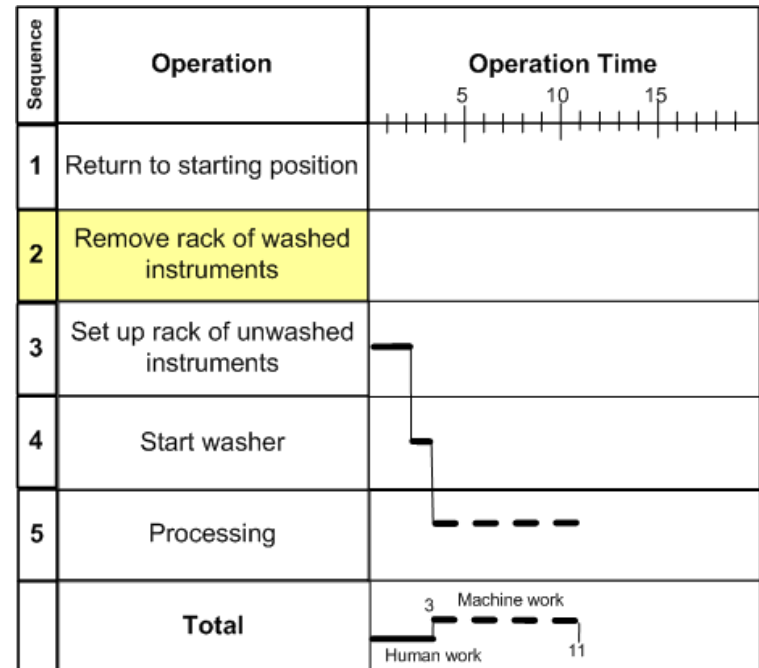 Sequence
Operation
Operation Time
5 10 15
1
Return to starting position
2
Remove rack of washed
instruments
3
Set up rack of unwashed
instruments
4
Start washer
5
Processing
Total
3 Machine work
11
Human work